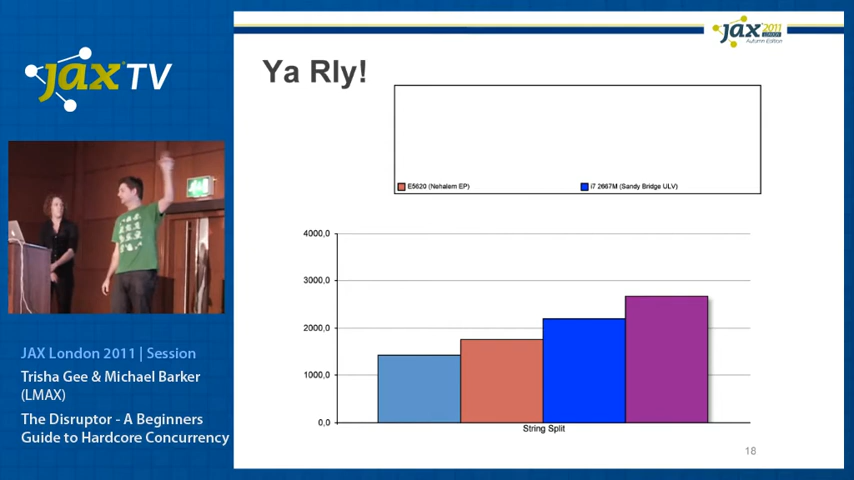 JAX TV
JAX London 2011 | Session
Trisha Gee & Michael Barker
(LMAX)
The Disruptor - A Beginners
Guide to Hardcore Concurrency
jax 2011
LONDON
Autumn Edition
Ya Rly!
E5620 (Nehalem EP)
i7 2667M (Sandy Bridge ULV)
4000,0
3000,0
2000,0
1000,0
0,0
String Split
18